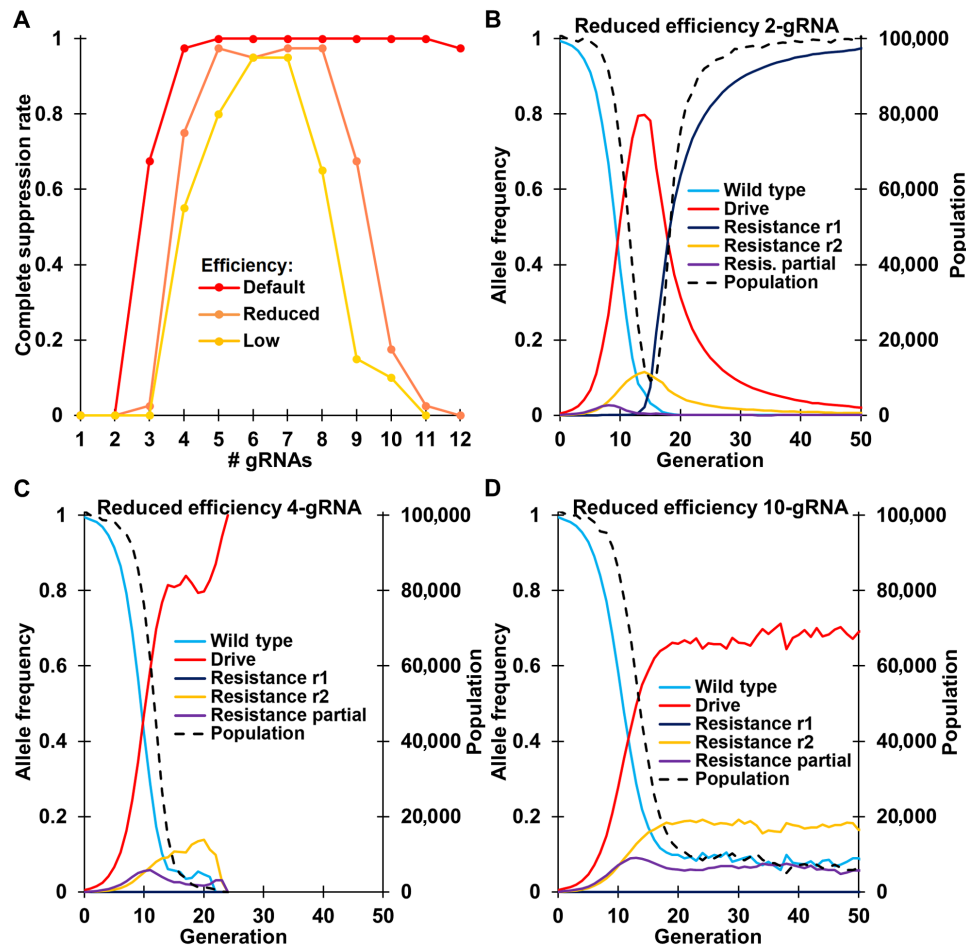 A
Complete suppression rate
1
0.8
0.6
0.4
0.2
0
Efficiency:
Default
Reduced
Low
1 2 3 4 5 6 7 8 9 10 11 12
# gRNAs
B
Reduced efficiency 2-gRNA
Allele frequency
1
0.8
0.6
0.4
0.2
0
Wild type
Drive
Resistance r1
Resistance r2
Resis. partial
Population
100,000
80,000
60,000
40,000
20,000
0
Population
0 10 20 30 40 50
Generation
C
Reduced efficiency 4-gRNA
Allele frequency
1
0.8
0.6
0.4
0.2
0
Wild type
Drive
Resistance r1
Resistance r2
Resistance partial
Population
100,000
80,000
60,000
40,000
20,000
0
Population
0 10 20 30 40 50
Generation
D
Reduced efficiency 10-gRNA
Allele frequency
1
0.8
0.6
0.4
0.2
0
Wild type
Drive
Resistance r1
Resistance r2
Resistance partial
Population
100,000
80,000
60,000
40,000
20,000
0
Population
0 10 20 30 40 50
Generation